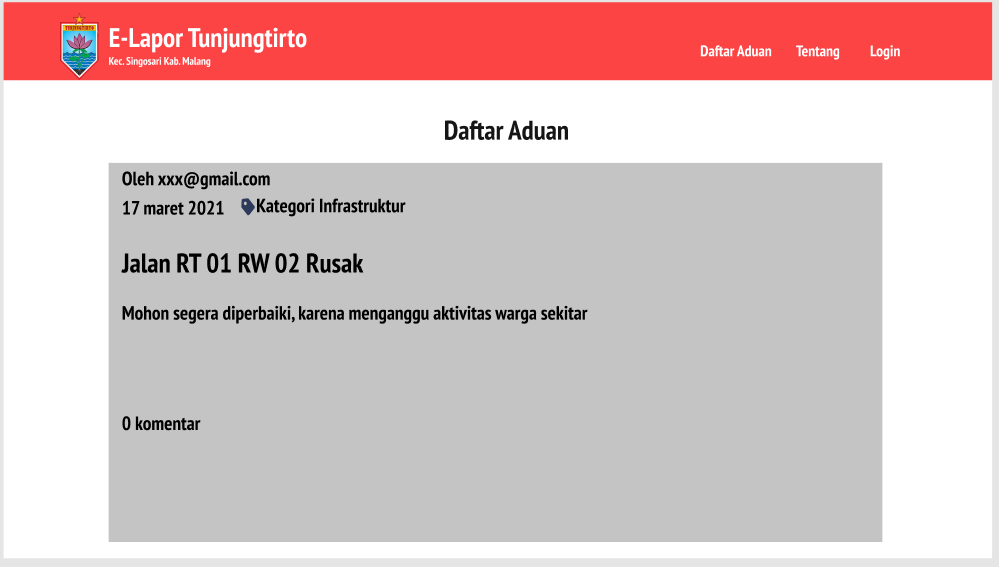 TUNJUNGTIRTO
E-Lapor Tunjungtirto
Kec. Singosari Kab. Malang
Daftar Aduan Tentang Login
Daftar Aduan
Oleh xxx@gmail.com
17 maret 2021 Kategori Infrastruktur
Jalan RT 01 RW 02 Rusak
Mohon segera diperbaiki, karena menganggu aktivitas warga sekitar
0 komentar